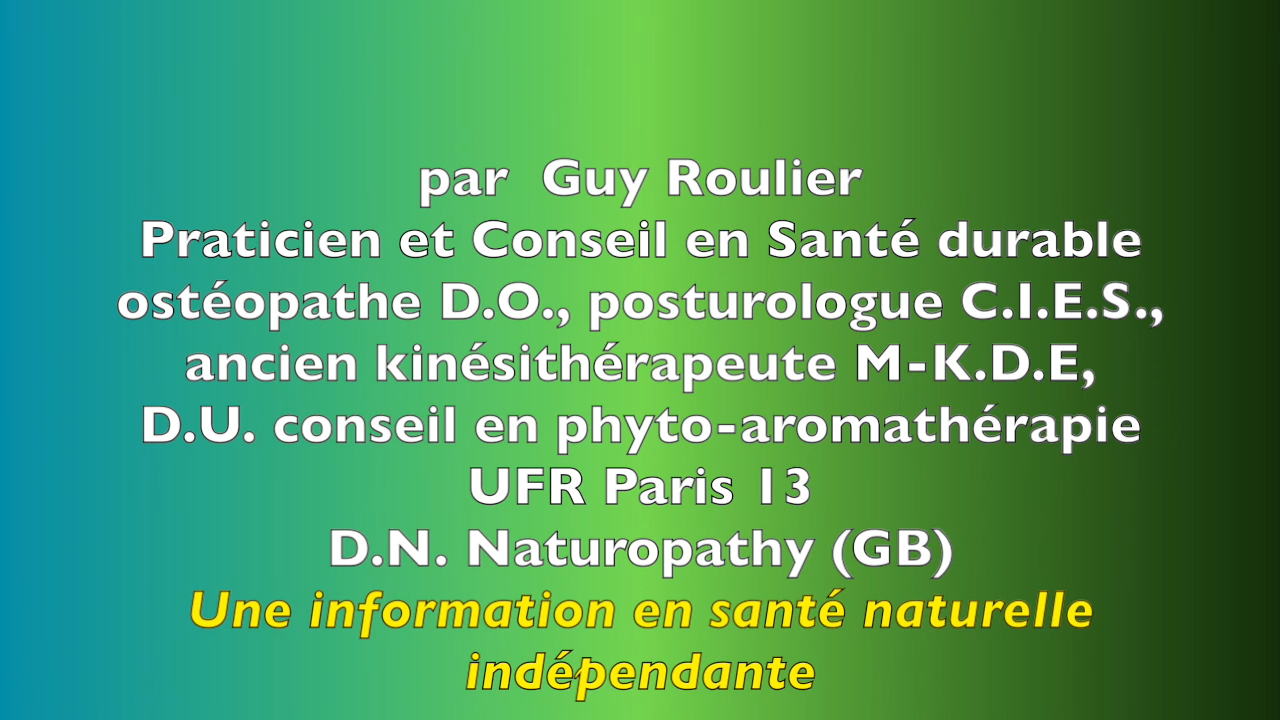 par  Guy Roulier
Praticien et Conseil en Santé durable
ostéopathe D.O., posturologue C.I.E.S.,
ancien kinésithérapeute M-K.D.E,
D.U. conseil en phyto-aromathérapie
UFR Paris 13
D.N. Naturopathy (GB)
Une information en santé naturelle
indépendante